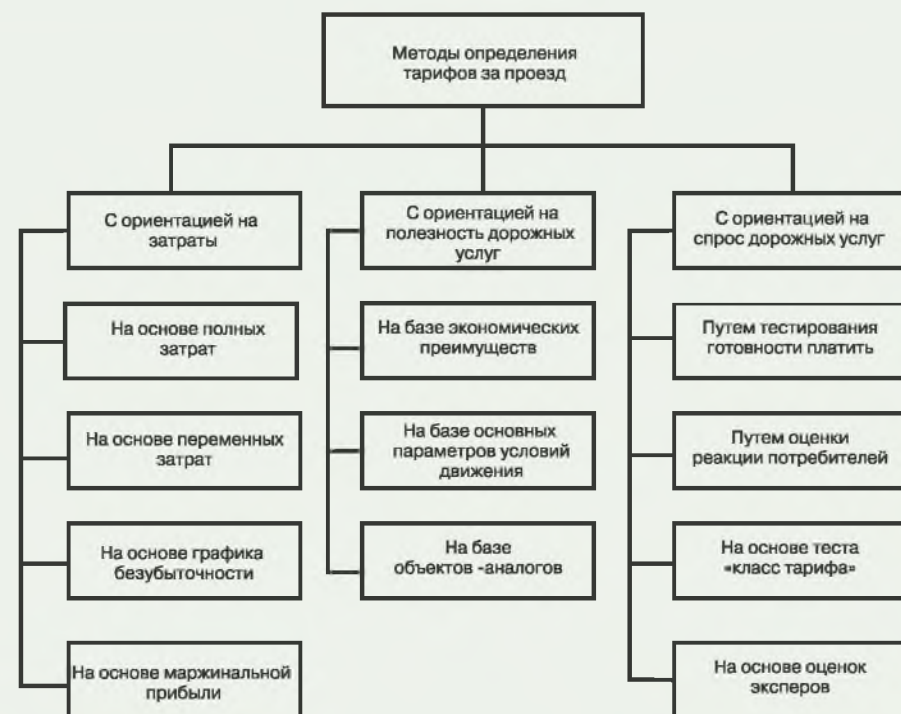 Методы определения
тарифов за проезд
С ориентацией на
затраты
На основе полных
затрат
На основе переменных
затрат
На основе графика
безубыточности
На основе маржинальной
прибыли
С ориентацией на
полезность дорожных
услуг
На базе экономических
преимуществ
На базе основных
параметров условий
движения
На базе
объектов -аналогов
С ориентацией на
спрос дорожных услуг
Путем тестирования
готовности платить
Путем оценки
реакции потребителей
На основе теста
«класс тарифа»
На основе оценок
эксперов